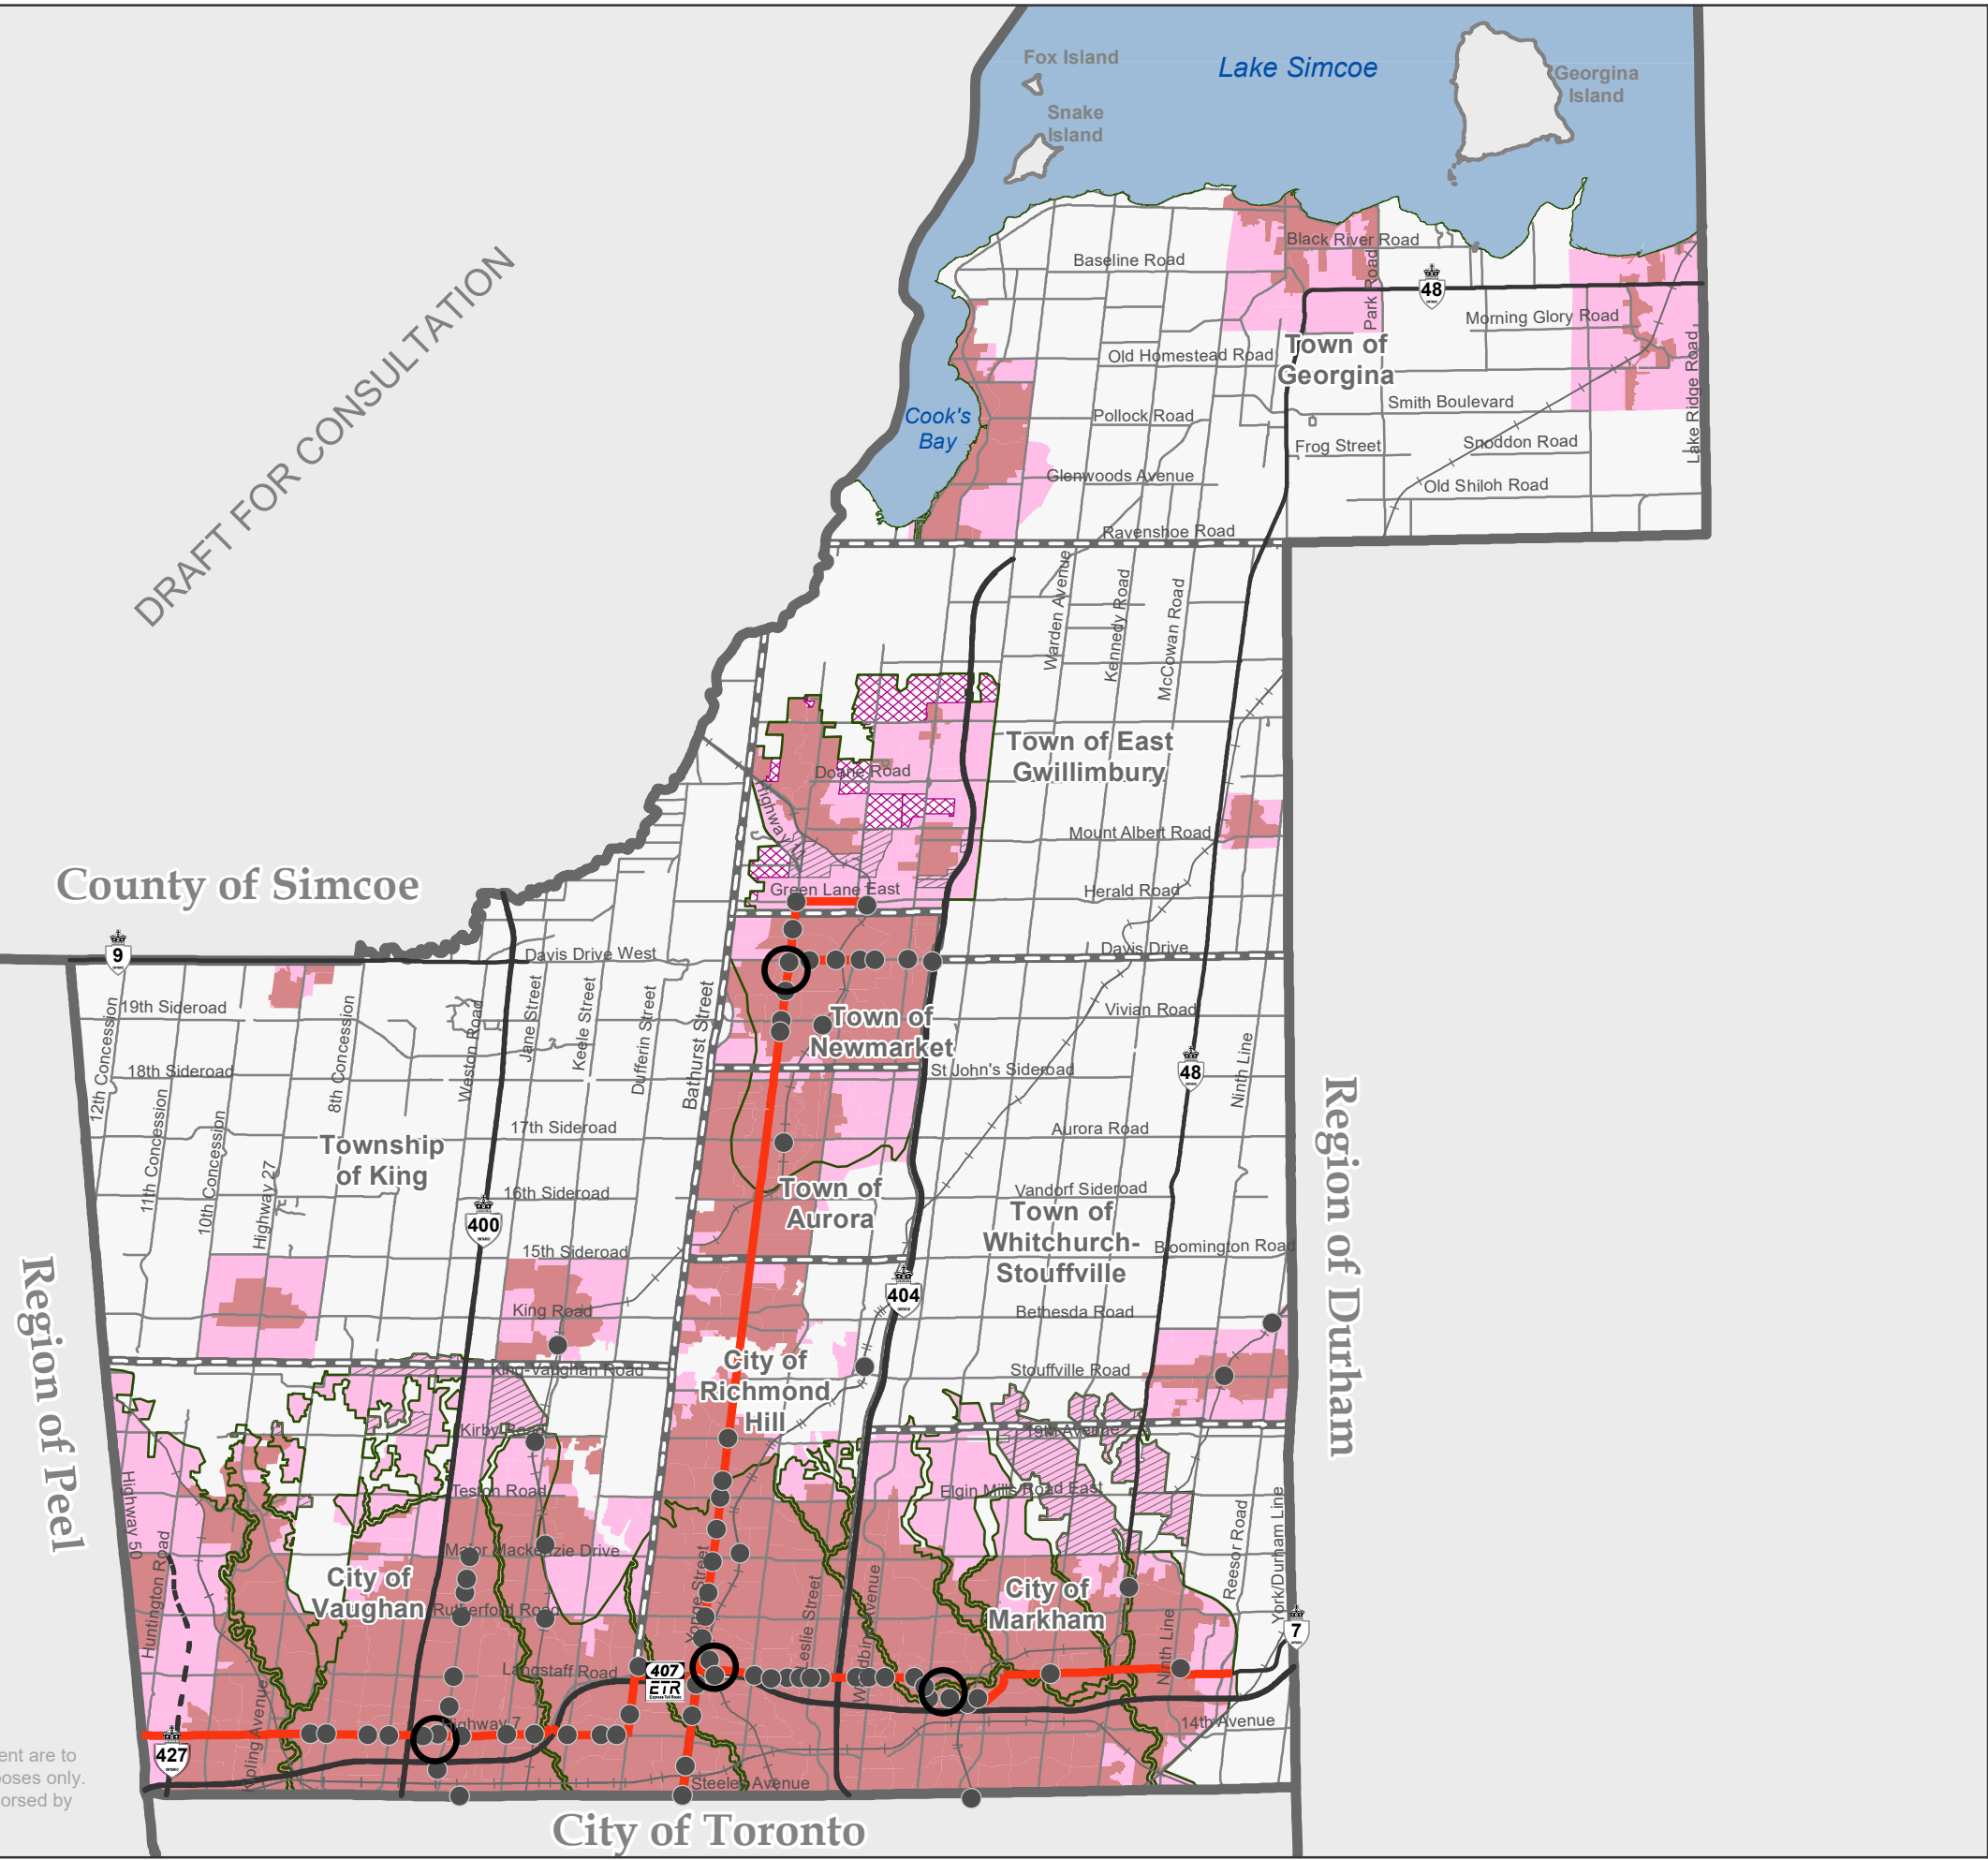 Fox Island
Lake Simcoe
Georgina
Island
Snake
Island
DRAFT FOR CONSULTATION
Black River Road
Baseline Road
Park Road
48
Morning Glory Road
Old Homestead Road
Town of
Georgina
Lake Ridge Road
Cook's
Bay
Pollock Road
Smith Boulevard
Frog Street
Snoddon Road
Glenwoods Avenue
Old Shiloh Road
Ravenshoe Road
Warden Avenue
Kennedy Road
McCowan Road
Town of East
Gwillimbury
Doane Road
Highway 11
Mount Albert Road
County of Simcoe
Green Lane East
Herald Road
9
Davis Drive West
Davis Drive
19th Sideroad
12th Concession
8th Concession
Weston Road
Jane Street
Keele Street
Dufferin Street
Bathurst Street
Vivian Road
Town of
Newmarket
Ninth Line
18th Sideroad
St John's Sideroad
48
11th Concession
10th Concession
Highway 27
17th Sideroad
Aurora Road
Township
of King
Region of Durham
16th Sideroad
Town of
Aurora
Vandorf Sideroad
Town of
Whitchurch-
Stouffville
400
15th Sideroad
Bloomington Road
Region of Peel
404
King Road
Bethesda Road
King-Vaughan Road
City of
Richmond
Hill
Stouffville Road
Kirby Road
19th Avenue
Highway 50
Teston Road
Elgin Mills Road East
Reesor Road
York/Durham Line
Huntington Road
Major Mackenzie Drive
Yonge Street
Leslie Street
Woodbine Avenue
City of
Vaughan
City of
Markham
Rutherford Road
Ninth Line
7
Langstaff Road
407
ETR
Express Toll Route
Highway 7
14th Avenue
427
Kipling Avenue
Steeles Avenue
ent are to
oses only.
orsed by
City of Toronto